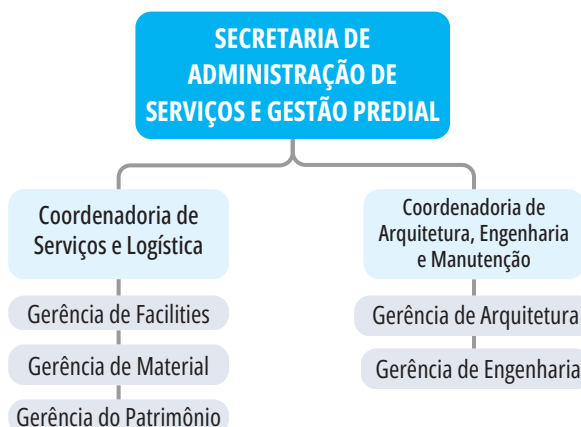 SECRETARIA DE
ADMINISTRAÇÃO DE
SERVIÇOS E GESTÃO PREDIAL
Coordenadoria de
Serviços e Logística
Gerência de Facilities
Gerência de Material
Gerência do Patrimônio
Coordenadoria de
Arquitetura, Engenharia
e Manutenção
Gerência de Arquitetura
Gerência de Engenharia